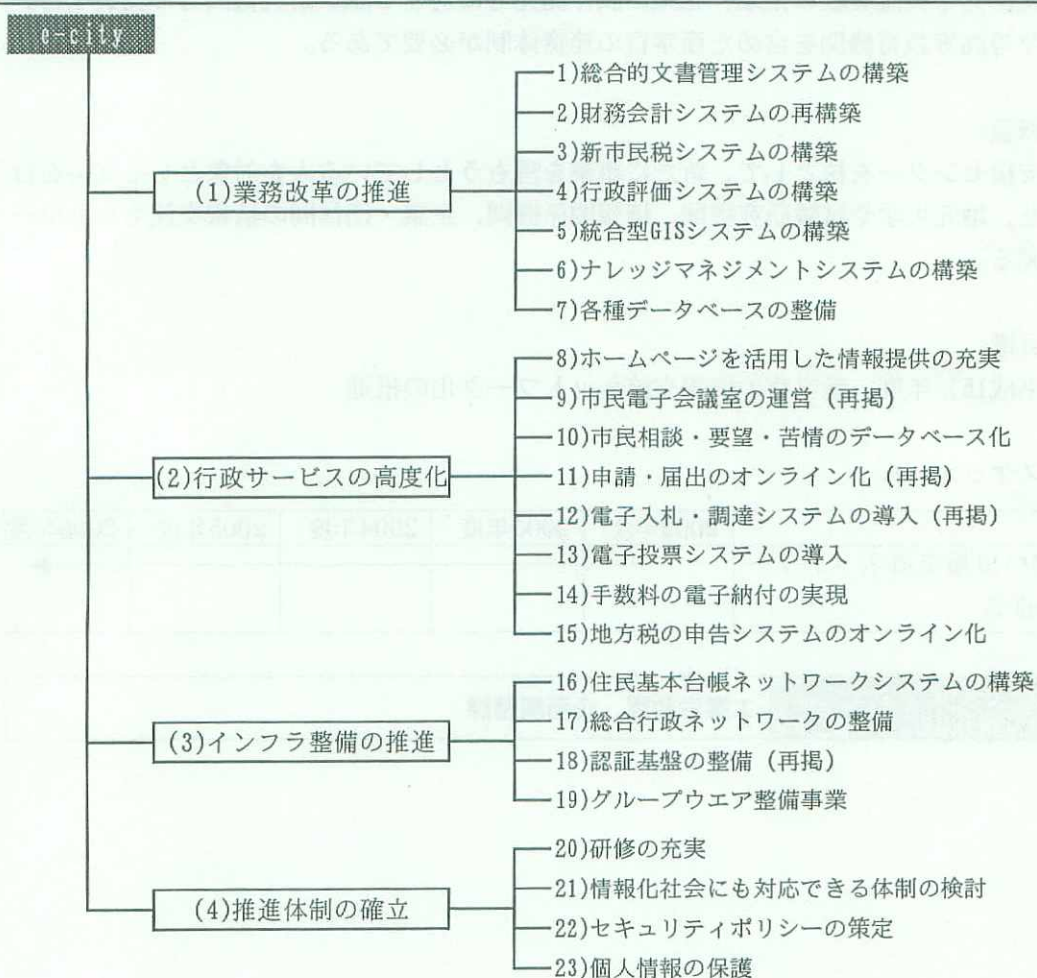 e-city
(1)業務改革の推進
1)総合的文書管理システムの構築
2)財務会計システムの再構築
3)新市民税システムの構築
4)行政評価システムの構築
5)統合型GISシステムの構築
6)ナレッジマネジメントシステムの構築
7)各種データベースの整備
(2)行政サービスの高度化
8)ホームページを活用した情報提供の充実
9)市民電子会議室の運営(再掲)
10)市民相談・要望・苦情のデータベース化
11)申請・届出のオンライン化(再掲)
12)電子入札・調達システムの導入(再掲)
13)電子投票システムの導入
14)手数料の電子納付の実現
15)地方税の申告システムのオンライン化
(3)インフラ整備の推進
16)住民基本台帳ネットワークシステムの構築
17)総合行政ネットワークの整備
18)認証基盤の整備(再掲)
19)グループウエア整備事業
(4)推進体制の確立
20)研修の充実
21)情報化社会にも対応できる体制の検討
22)セキュリティポリシーの策定
23)個人情報の保護